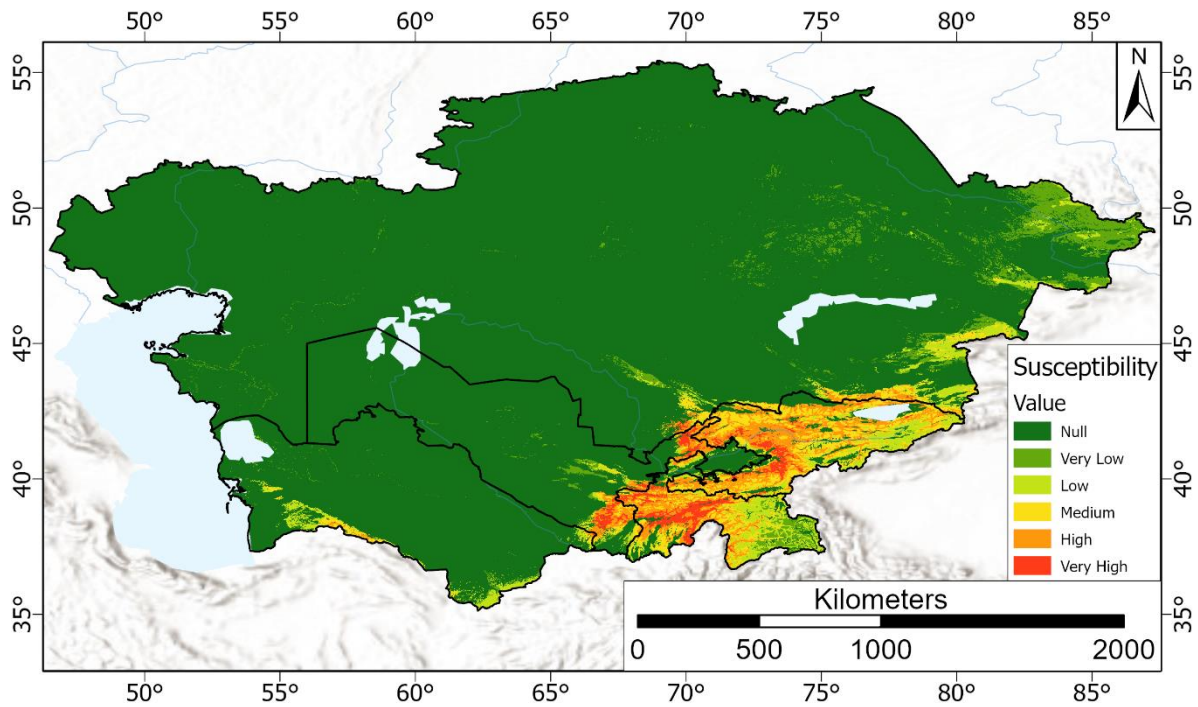 50° 55° 60° 65° 70° 75° 80° 85°
55° 55°
N
50° 50°
45° 45°
Susceptibility
Value
Null
Very Low
Low
Medium
High
Very High
40° 40°
35° 35°
Kilometers
0 500 1000 2000
50° 55° 60° 65° 70° 75° 80° 85°